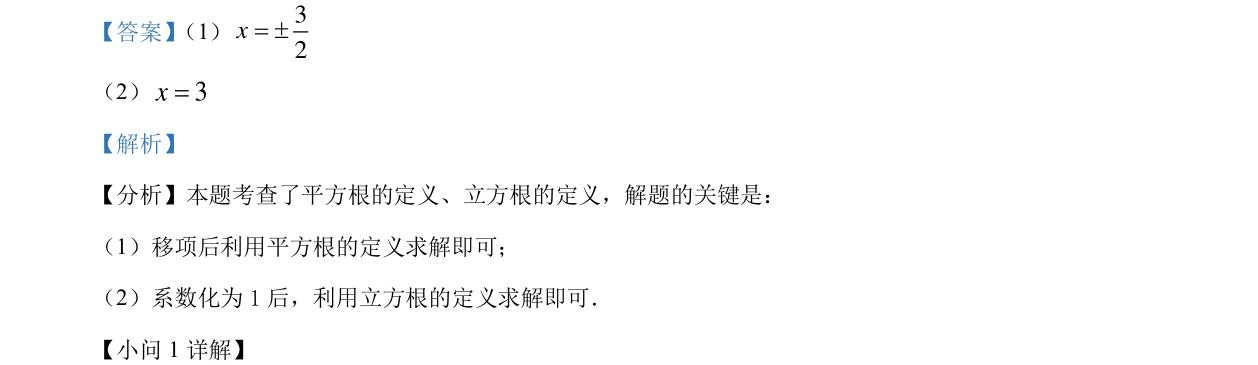 【答案】（1）x=±3/2
（2）x=3
【解析】
【分析】本题考查了平方根的定义、立方根的定义，解题的关键是：
（1）移项后利用平方根的定义求解即可；
（2）系数化为 1 后，利用立方根的定义求解即可．
【小问 1 详解】